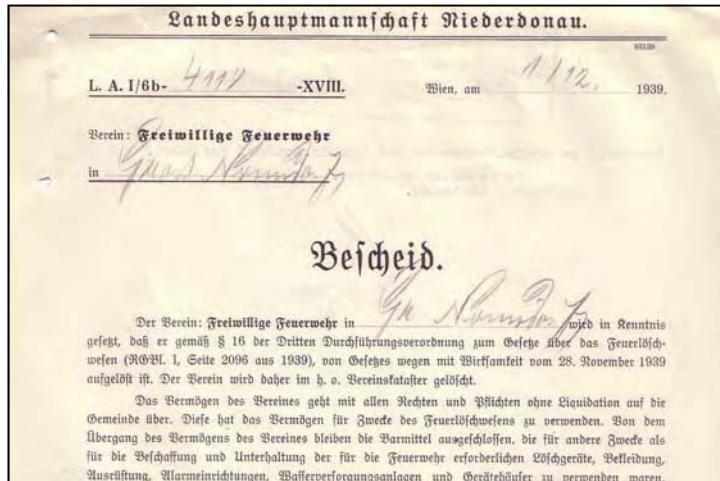 Landeshauptmannschaft Niederdonau.
L. A. I/6b- -XVIII. Wien, am 1/12. 1939.
Verein: Freiwillige Feuerwehr
in
Bescheid.
Der Verein: Freiwillige Feuerwehr in wird in Kenntnis
gesetzt, daß er gemäß § 16 der Dritten Durchführungsverordnung zum Gesetze über das Feuerlösch-
wesen (RGBl. I, Seite 2096 aus 1939), von Gesetzes wegen mit Wirksamkeit vom 28. November 1939
aufgelöst ist. Der Verein wird daher im h. o. Vereinskataster gelöscht.
Das Vermögen des Vereines geht mit allen Rechten und Pflichten ohne Liquidation auf die
Gemeinde über. Diese hat das Vermögen für Zwecke des Feuerlöschwesens zu verwenden. Von dem
Übergang des Vermögens des Vereines bleiben die Barmittel ausgeschlossen, die für andere Zwecke als
für die Beschaffung und Unterhaltung der für die Feuerwehr erforderlichen Löschgeräte, Bekleidung,
Ausrüstung, Alarmeinrichtungen, Wasserversorgungsanlagen und Gerätehäuser zu verwenden waren.